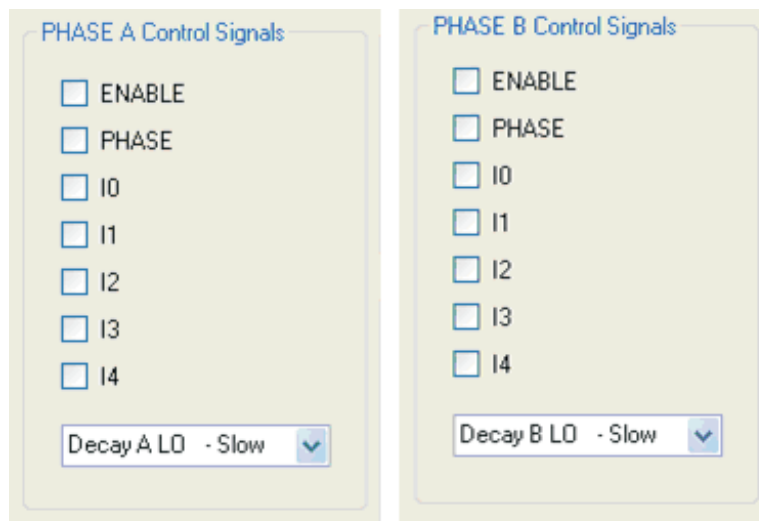 PHASE A Control Signals
ENABLE
PHASE
I0
I1
I2
I3
I4
Decay A LO - Slow
PHASE B Control Signals
ENABLE
PHASE
I0
I1
I2
I3
I4
Decay B LO - Slow